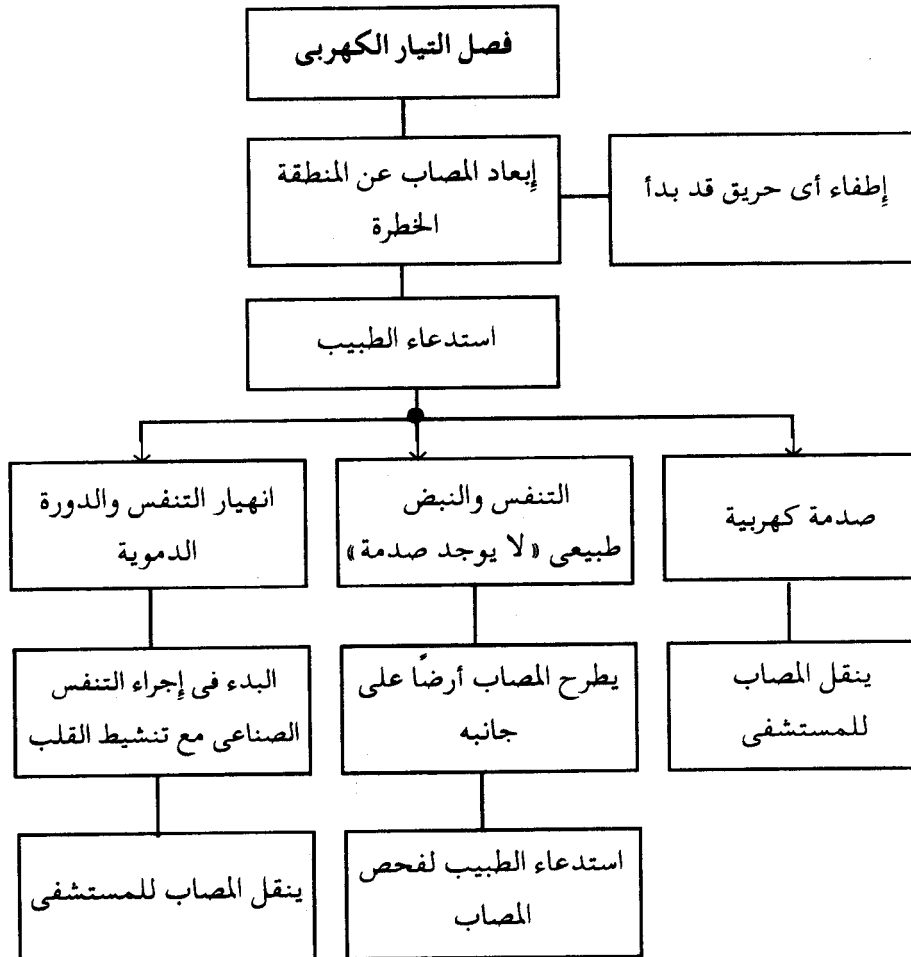 فصل التيار الكهربى
إبعاد المصاب عن المنطقة
الخطرة
إطفاء أى حريق قد بدأ
استدعاء الطبيب
صدمة كهربية
ينقل المصاب
للمستشفى
التنفس والنبض
طبيعى «لا يوجد صدمة»
يطرح المصاب أرضًا على
جانبه
استدعاء الطبيب لفحص
المصاب
انهيار التنفس والدورة
الدموية
البدء فى إجراء التنفس
الصناعى مع تنشيط القلب
ينقل المصاب للمستشفى